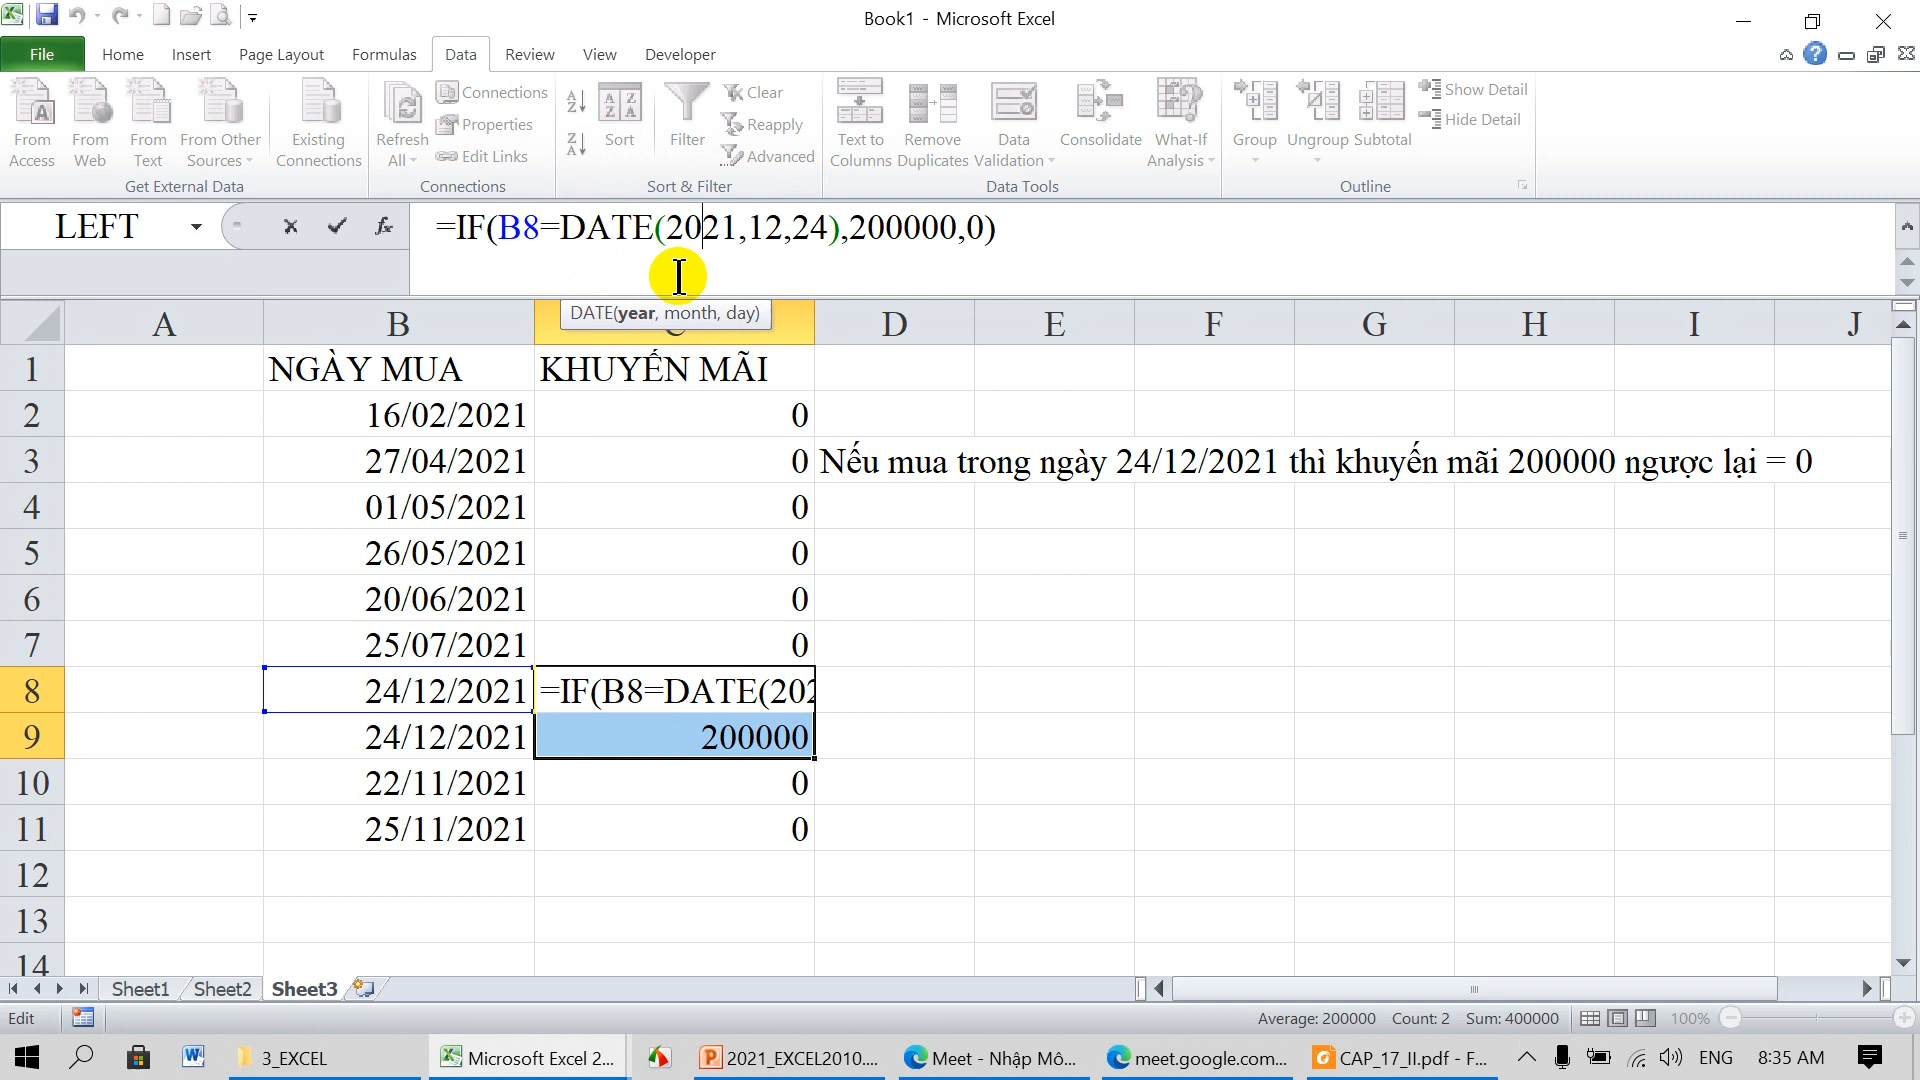 Book1 - Microsoft Excel
File Home Insert Page Layout Formulas Data Review View Developer
From Access From Web From Text From Other Sources Existing Connections
Get External Data
Refresh All Connections Properties Edit Links
Connections
Sort Filter Clear Reapply Advanced
Sort & Filter
Text to Columns Remove Duplicates Data Validation Consolidate What-If Analysis
Data Tools
Group Ungroup Subtotal Show Detail Hide Detail
Outline
LEFT =IF(B8=DATE(2021,12,24),200000,0)
DATE(year, month, day)
A B C D E F G H I J
1 NGÀY MUA KHUYẾN MÃI
2 16/02/2021 0
3 27/04/2021 0 Nếu mua trong ngày 24/12/2021 thì khuyến mãi 200000 ngược lại = 0
4 01/05/2021 0
5 26/05/2021 0
6 20/06/2021 0
7 25/07/2021 0
8 24/12/2021 =IF(B8=DATE(202
9 24/12/2021 200000
10 22/11/2021 0
11 25/11/2021 0
12
13
14
Sheet1 Sheet2 Sheet3
Edit Average: 200000 Count: 2 Sum: 400000 100%
3_EXCEL Microsoft Excel 2... 2021_EXCEL2010.... Meet - Nhập Mô... meet.google.com... CAP_17_II.pdf - F... ENG 8:35 AM